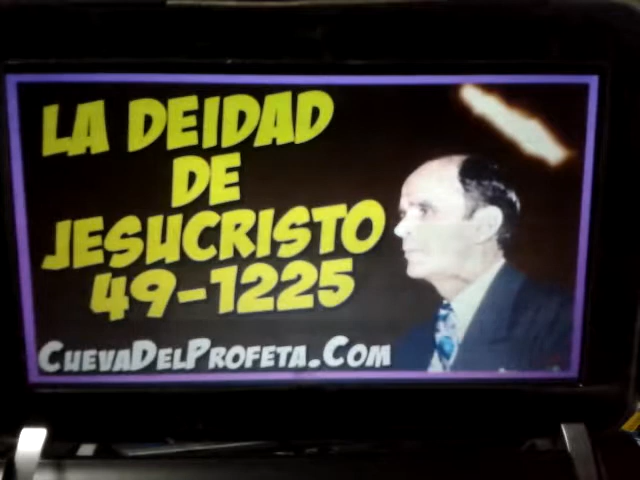 LA DEIDAD
DE
JESUCRISTO
49-1225
CUEVADELPROFETA.COM